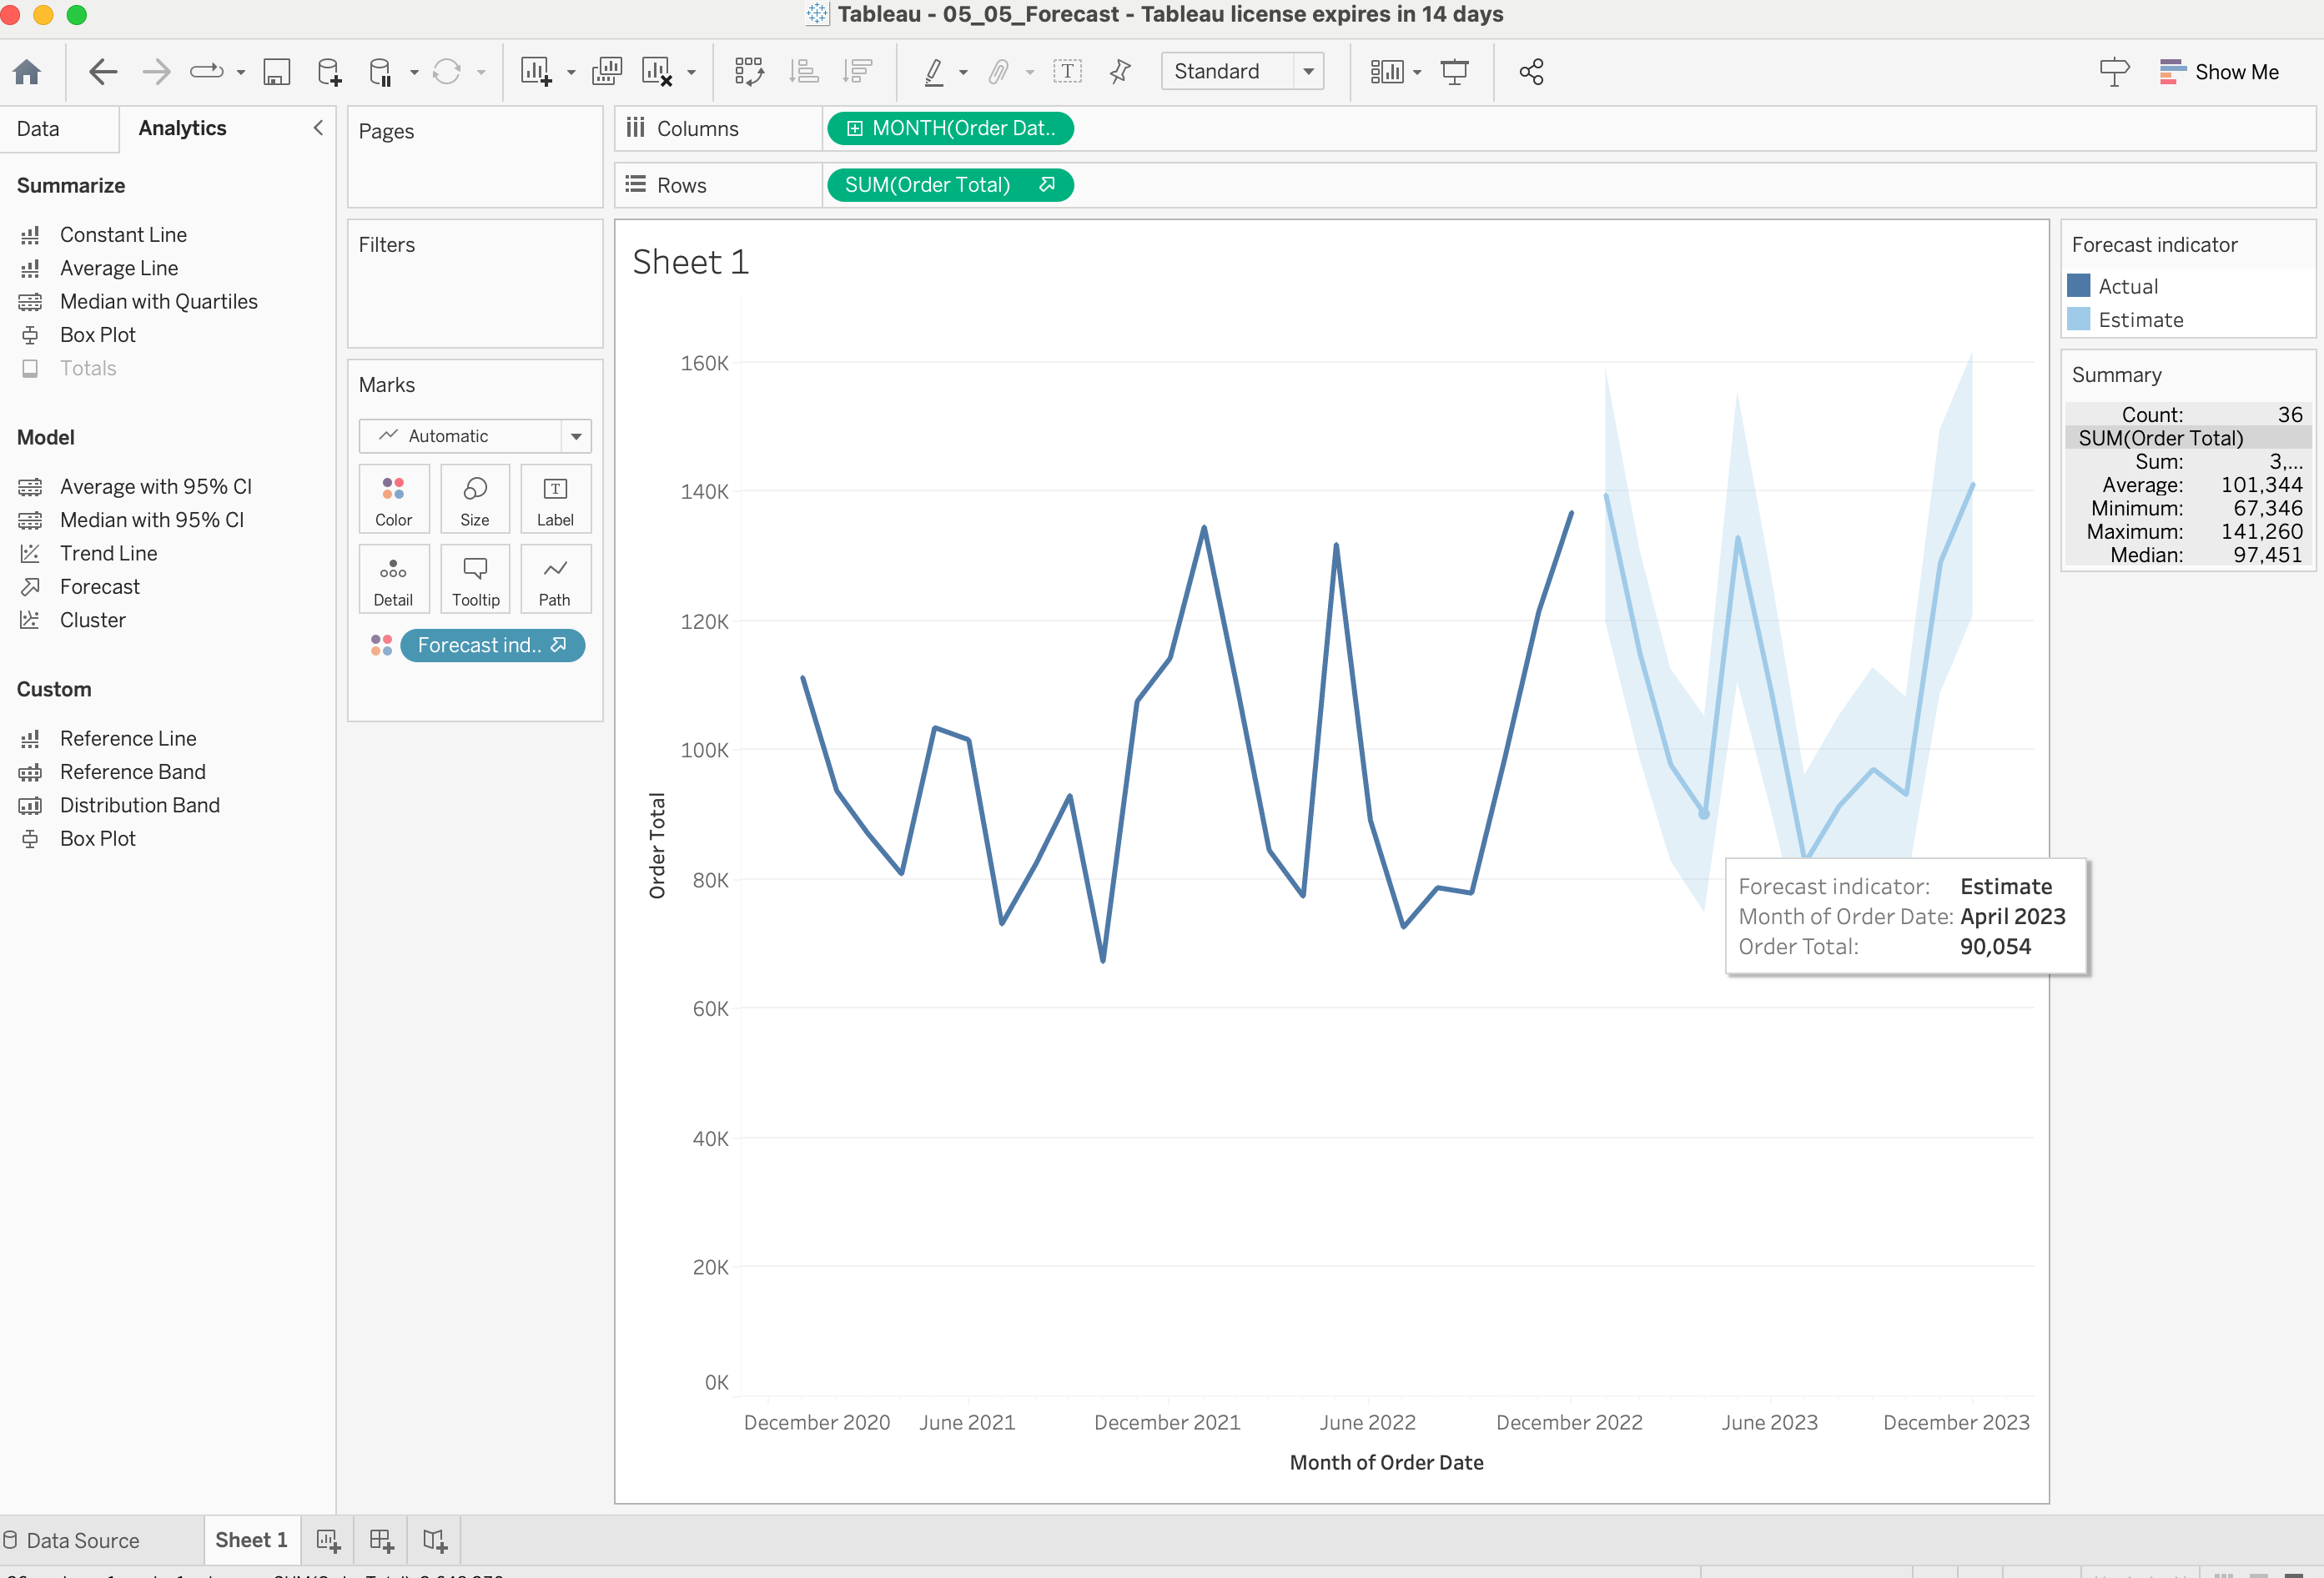 Tableau - 05_05_Forecast - Tableau license expires in 14 days
Standard
Show Me
Data
Analytics
Summarize
Constant Line
Average Line
Median with Quartiles
Box Plot
Totals
Model
Average with 95% CI
Median with 95% CI
Trend Line
Forecast
Cluster
Custom
Reference Line
Reference Band
Distribution Band
Box Plot
Pages
Filters
Marks
Automatic
Color
Size
Label
Detail
Tooltip
Path
Forecast ind..
Columns
MONTH(Order Dat..
Rows
SUM(Order Total)
Sheet 1
160K
140K
120K
100K
80K
60K
40K
20K
0K
Order Total
December 2020
June 2021
December 2021
June 2022
December 2022
June 2023
December 2023
Month of Order Date
Forecast indicator: Estimate
Month of Order Date: April 2023
Order Total: 90,054
Forecast indicator
Actual
Estimate
Summary
Count: 36
SUM(Order Total)
Sum: 3,...
Average: 101,344
Minimum: 67,346
Maximum: 141,260
Median: 97,451
Data Source
Sheet 1